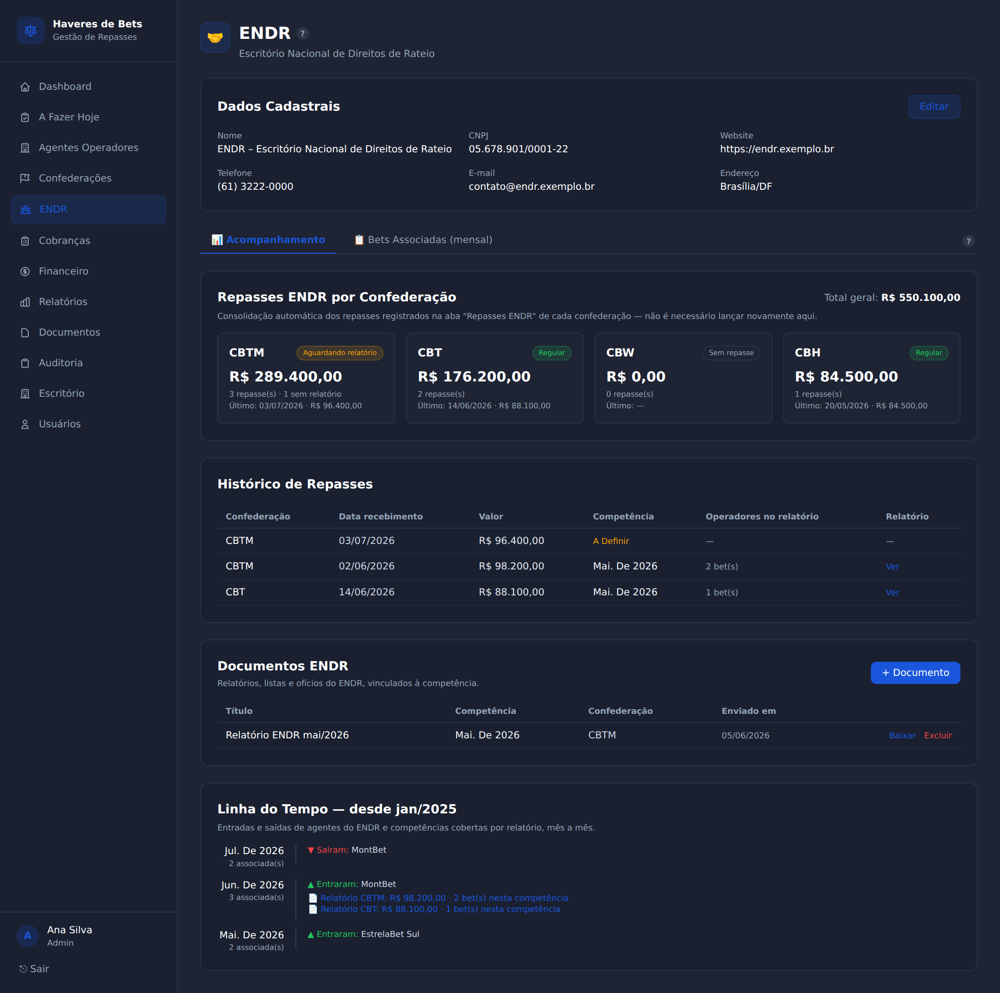 Haveres de Bets
Gestão de Repasses
Dashboard
A Fazer Hoje
Agentes Operadores
Confederações
ENDR
Cobranças
Financeiro
Relatórios
Documentos
Auditoria
Escritório
Usuários
A
Ana Silva
Admin
Sair
ENDR ?
Escritório Nacional de Direitos de Rateio
Dados Cadastrais
Editar
Nome
ENDR – Escritório Nacional de Direitos de Rateio
CNPJ
05.678.901/0001-22
Website
https://endr.exemplo.br
Telefone
(61) 3222-0000
E-mail
contato@endr.exemplo.br
Endereço
Brasília/DF
Acompanhamento
Bets Associadas (mensal)
?
Repasses ENDR por Confederação
Total geral: R$ 550.100,00
Consolidação automática dos repasses registrados na aba "Repasses ENDR" de cada confederação — não é necessário lançar novamente aqui.
CBTM
Aguardando relatório
R$ 289.400,00
3 repasse(s) · 1 sem relatório
Último: 03/07/2026 · R$ 96.400,00
CBT
Regular
R$ 176.200,00
2 repasse(s)
Último: 14/06/2026 · R$ 88.100,00
CBW
Sem repasse
R$ 0,00
0 repasse(s)
Último: —
CBH
Regular
R$ 84.500,00
1 repasse(s)
Último: 20/05/2026 · R$ 84.500,00
Histórico de Repasses
Confederação Data recebimento Valor Competência Operadores no relatório Relatório
CBTM 03/07/2026 R$ 96.400,00 A Definir — —
CBTM 02/06/2026 R$ 98.200,00 Mai. De 2026 2 bet(s) Ver
CBT 14/06/2026 R$ 88.100,00 Mai. De 2026 1 bet(s) Ver
Documentos ENDR
Relatórios, listas e ofícios do ENDR, vinculados à competência.
+ Documento
Título Competência Confederação Enviado em
Relatório ENDR mai/2026 Mai. De 2026 CBTM 05/06/2026 Baixar Excluir
Linha do Tempo — desde jan/2025
Entradas e saídas de agentes do ENDR e competências cobertas por relatório, mês a mês.
Jul. De 2026
2 associada(s)
▼ Saíram: MontBet
Jun. De 2026
3 associada(s)
▲ Entraram: MontBet
Relatório CBTM: R$ 98.200,00 · 2 bet(s) nesta competência
Relatório CBT: R$ 88.100,00 · 1 bet(s) nesta competência
Mai. De 2026
2 associada(s)
▲ Entraram: EstrelaBet Sul